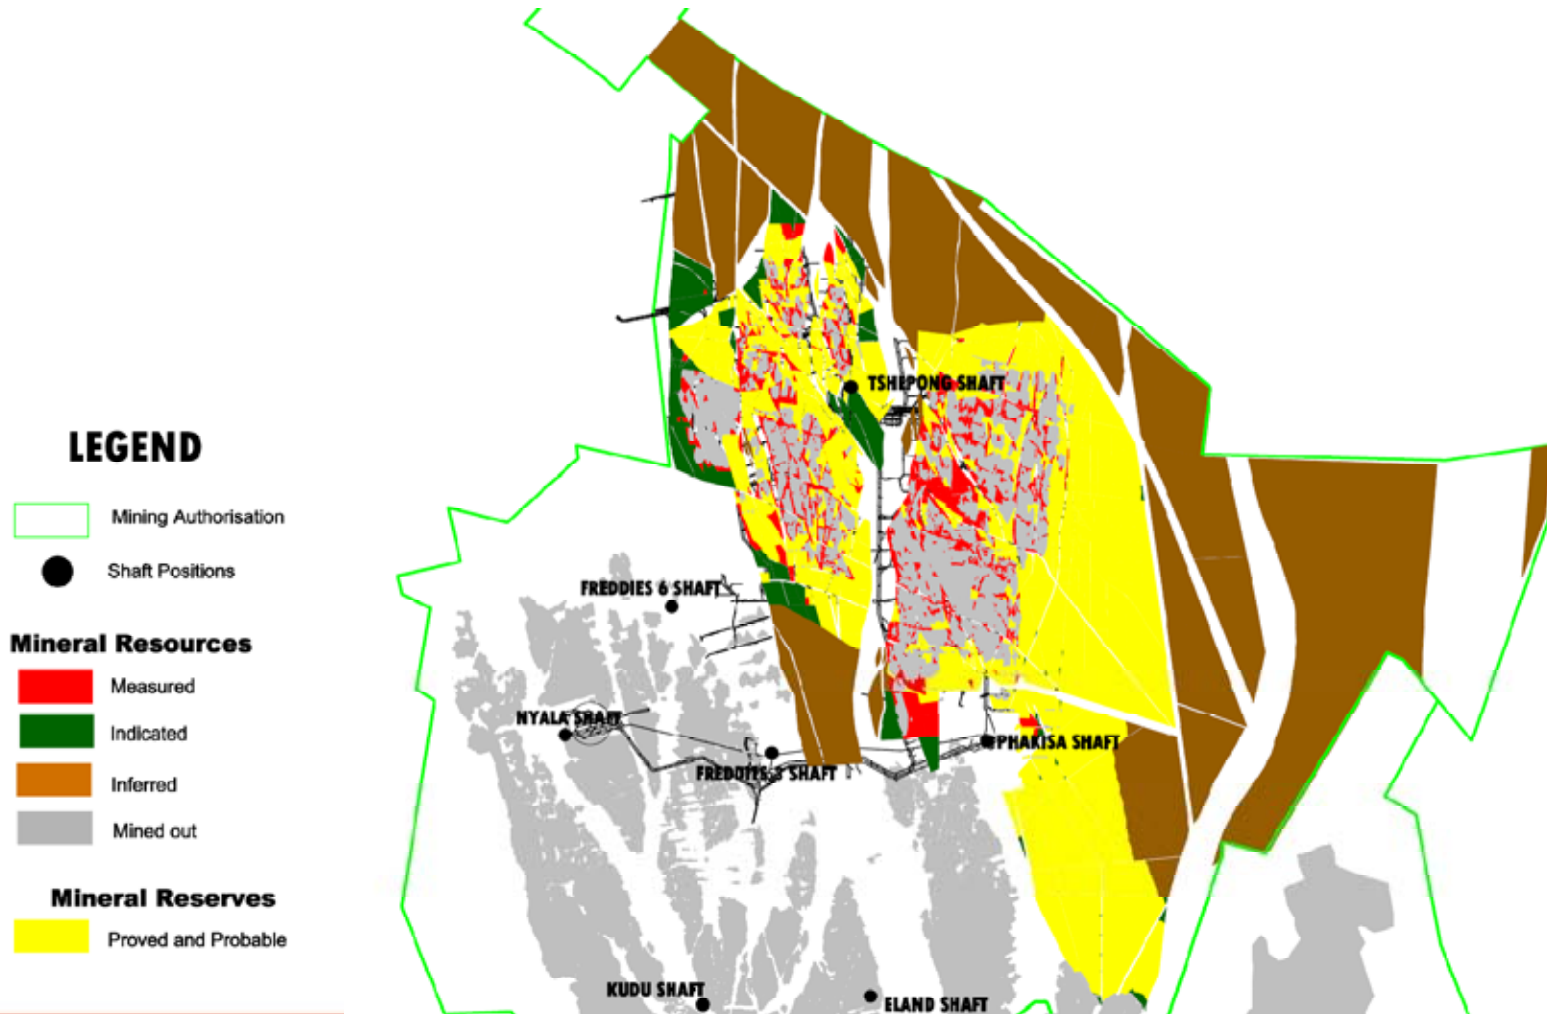 TSHEPONG SHAFT
LEGEND
Mining Authorisation
Shaft Positions
FREDDIES 6 SHAFT
Mineral Resources
Measured
NYALA SHAFT
Indicated
PHAKISA SHAFT
FREDDIES 3 SHAFT
Inferred
Mined out
Mineral Reserves
Proved and Probable
KUDU SHAFT
ELAND SHAFT